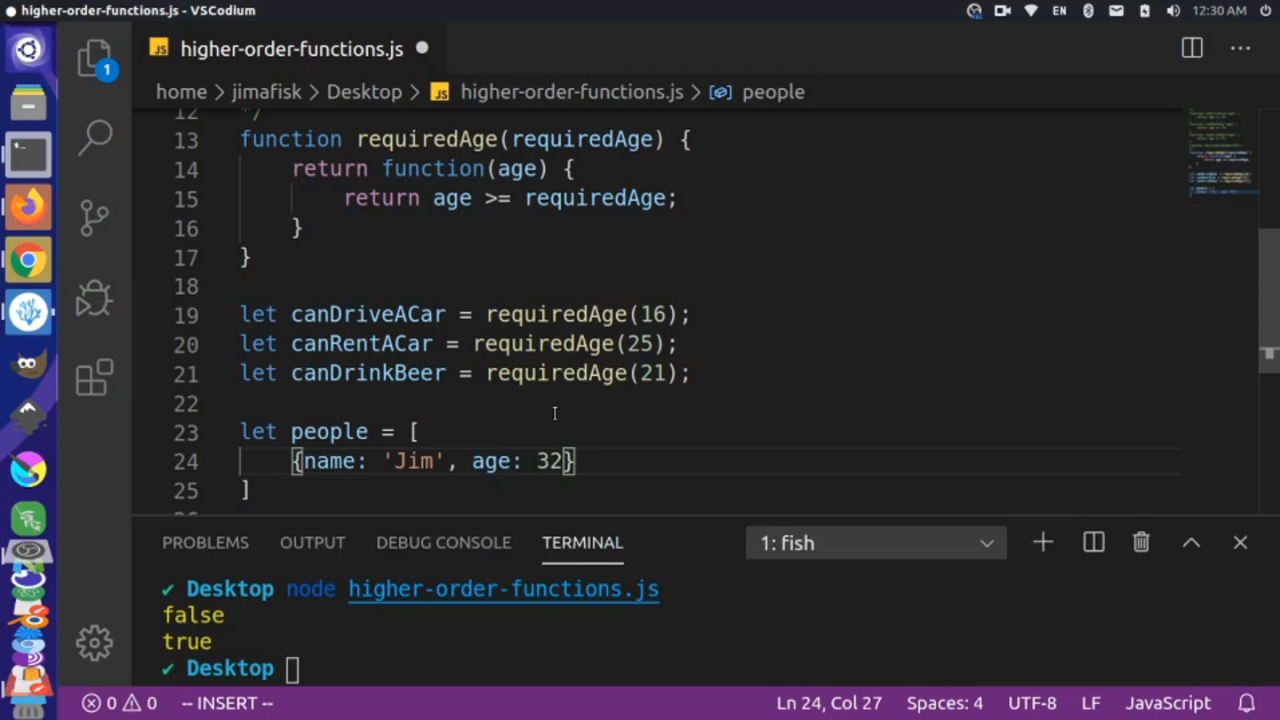 higher-order-functions.js - VSCodium
EN
12:30 AM
JS higher-order-functions.js
1
home > jimafisk > Desktop > JS higher-order-functions.js > people
12 */
13 function requiredAge(requiredAge) {
14 return function(age) {
15 return age >= requiredAge;
16 }
17 }
18
19 let canDriveACar = requiredAge(16);
20 let canRentACar = requiredAge(25);
21 let canDrinkBeer = requiredAge(21);
22
23 let people = [
24 {name: 'Jim', age: 32}
25 ]
PROBLEMS OUTPUT DEBUG CONSOLE TERMINAL 1: fish
✔ Desktop node higher-order-functions.js
false
true
✔ Desktop
0 0 -- INSERT -- Ln 24, Col 27 Spaces: 4 UTF-8 LF JavaScript